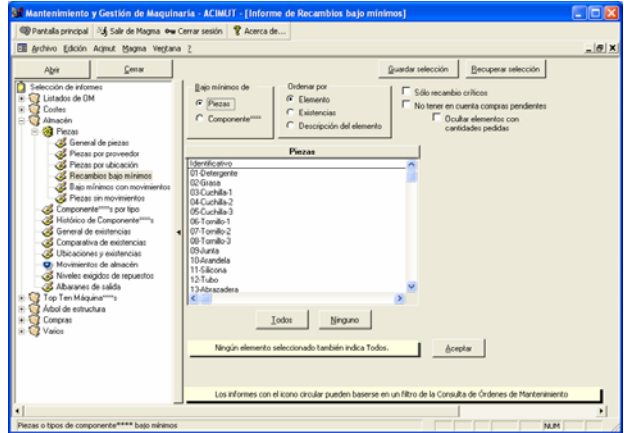 Mantenimiento y Gestión de Maquinaria - ACIMUT - [Informe de Recambios bajo mínimos]
Pantalla principal Salir de Magma Cerrar sesión Acerca de...
Archivo Edición Acimut Magma Ventana ?
Abrir Cerrar Guardar selección Recuperar selección
Selección de informes
Listados de OM
Costes
Almacén
Piezas
General de piezas
Piezas por proveedor
Piezas por ubicación
Recambios bajo mínimos
Bajo mínimos con movimientos
Piezas sin movimientos
Componente****s por tipo
Histórico de Componente****s
General de existencias
Comparativa de existencias
Ubicaciones y existencias
Movimientos de almacén
Niveles exigidos de repuestos
Albaranes de salida
Top Ten Máquina****s
Árbol de estructura
Compras
Varios
Bajo mínimos de
Piezas
Componente****
Ordenar por
Elemento
Existencias
Descripción del elemento
Sólo recambio críticos
No tener en cuenta compras pendientes
Ocultar elementos con
cantidades pedidas
Piezas
Identificativo
01-Detergente
02-Grasa
03-Cuchilla-1
04-Cuchilla-2
05-Cuchilla-3
06-Tornillo-1
07-Tornillo-2
08-Tornillo-3
09-Junta
10-Arandela
11-Silicona
12-Tubo
13-Abrazadera
Todos Ninguno
Ningún elemento seleccionado también indica Todos.
Aceptar
Los informes con el icono circular pueden baserse en un filtro de la Consulta de Órdenes de Mantenimiento
Piezas o tipos de componente**** bajo mínimos NUM